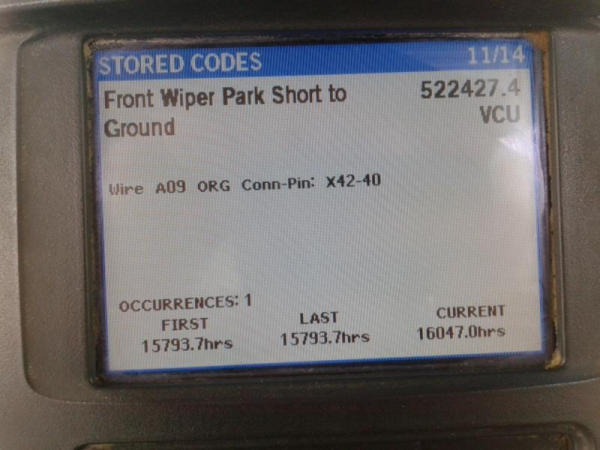 STORED CODES 11/14
Front Wiper Park Short to 522427.4
Ground VCU
Wire A09 ORG Conn-Pin: X42-40
OCCURRENCES: 1
FIRST LAST CURRENT
15793.7hrs 15793.7hrs 16047.0hrs